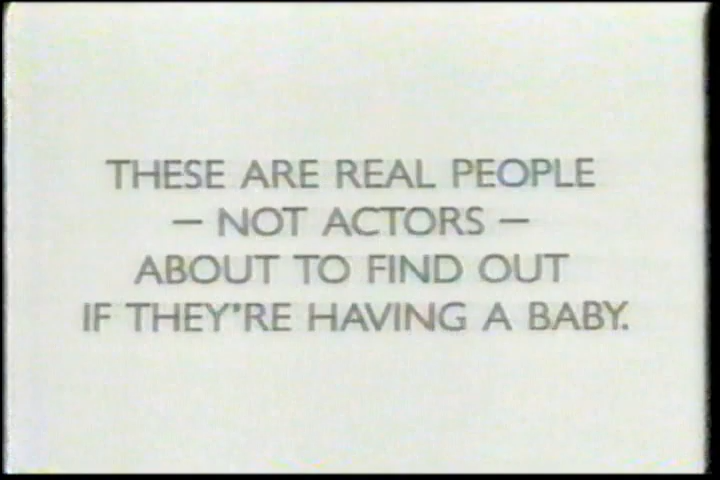 THESE ARE REAL PEOPLE
— NOT ACTORS —
ABOUT TO FIND OUT
IF THEY'RE HAVING A BABY.